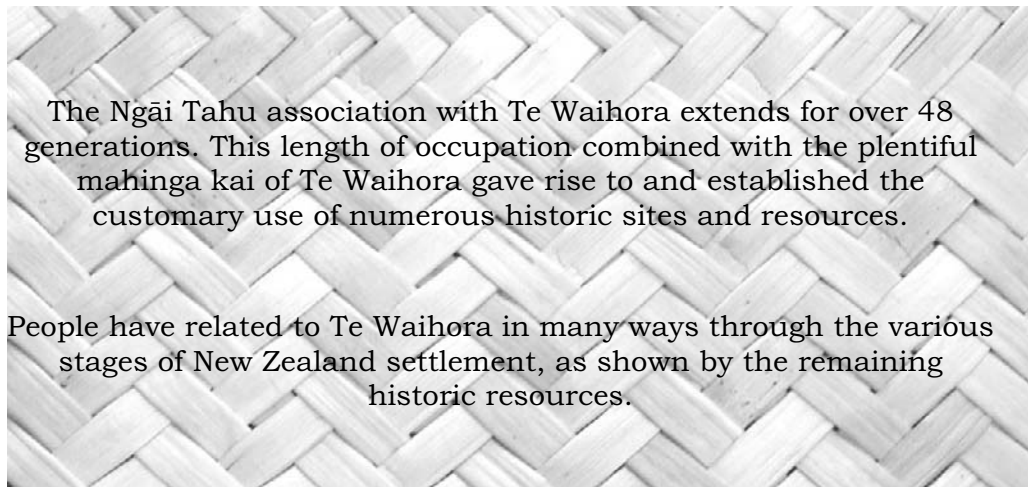 The Ngāi Tahu association with Te Waihora extends for over 48
generations. This length of occupation combined with the plentiful
mahinga kai of Te Waihora gave rise to and established the
customary use of numerous historic sites and resources.
People have related to Te Waihora in many ways through the various
stages of New Zealand settlement, as shown by the remaining
historic resources.